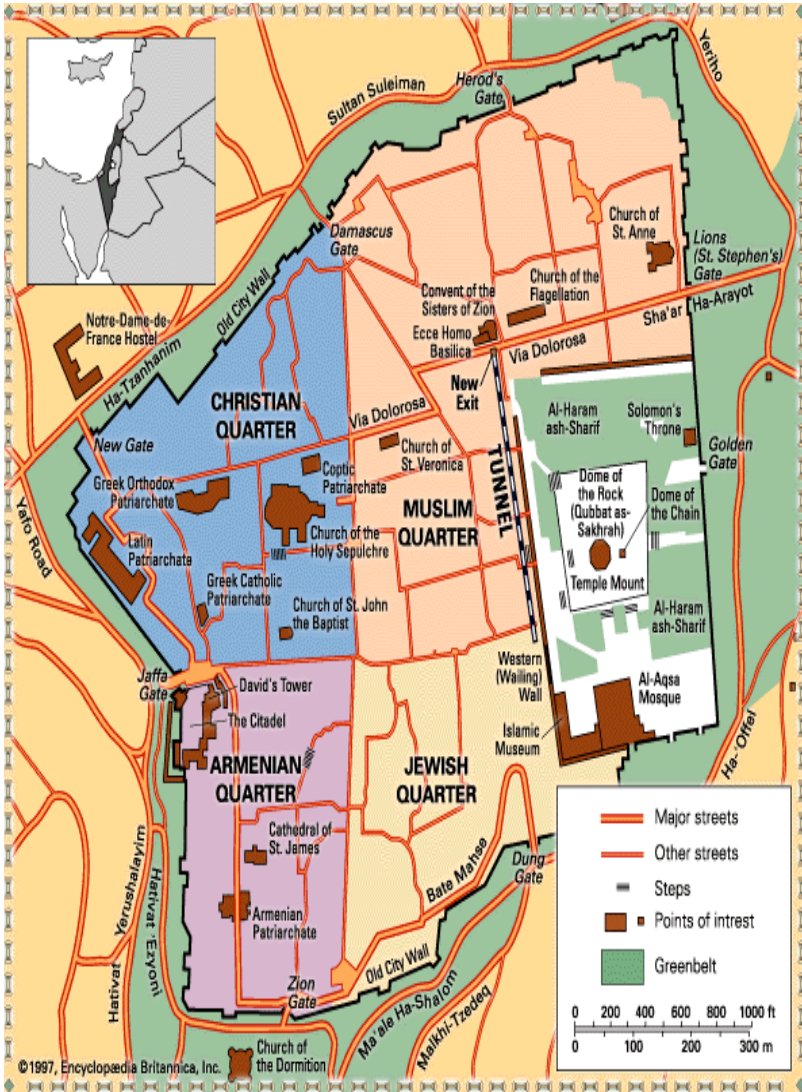 Yeriho
Herod's
Gate
Sultan Suleiman
Damascus
Gate
Church of
St. Anne
Lions
(St. Stephen's)
Gate
Old City Wall
Convent of the
Sisters of Zion
Church of the
Flagellation
Sha'ar
Ha-Arayot
Notre-Dame-de-
France Hostel
Ecce Homo
Basilica
Via Dolorosa
Ha-Tzanhanim
New
Exit
CHRISTIAN
QUARTER
Via Dolorosa
Al-Haram
ash-Sharif
Solomon's
Throne
New Gate
Church of
St. Veronica
TUNNEL
Golden
Gate
Greek Orthodox
Patriarchate
Coptic
Patriarchate
Dome of
the Rock
(Qubbat as-
Sakhrah)
Dome of
the Chain
Yafo Road
MUSLIM
QUARTER
Latin
Patriarchate
Church of the
Holy Sepulchre
Temple Mount
Greek Catholic
Patriarchate
Church of St. John
the Baptist
Al-Haram
ash-Sharif
Jaffa
Gate
David's Tower
The Citadel
Western
(Wailing)
Wall
Al-Aqsa
Mosque
Islamic
Museum
Ha-'Offel
ARMENIAN
QUARTER
JEWISH
QUARTER
Cathedral of
St. James
Bate Mahse
Dung
Gate
Hativat Yerushalayim
Hativat 'Ezyoni
Armenian
Patriarchate
Old City Wall
Zion
Gate
Ma'ale Ha-Shalom
Malkhi-Tzedeq
Church of
the Dormition
Major streets
Other streets
Steps
Points of intrest
Greenbelt
0 200 400 600 800 1000 ft
0 100 200 300 m
©1997, Encyclopædia Britannica, Inc.